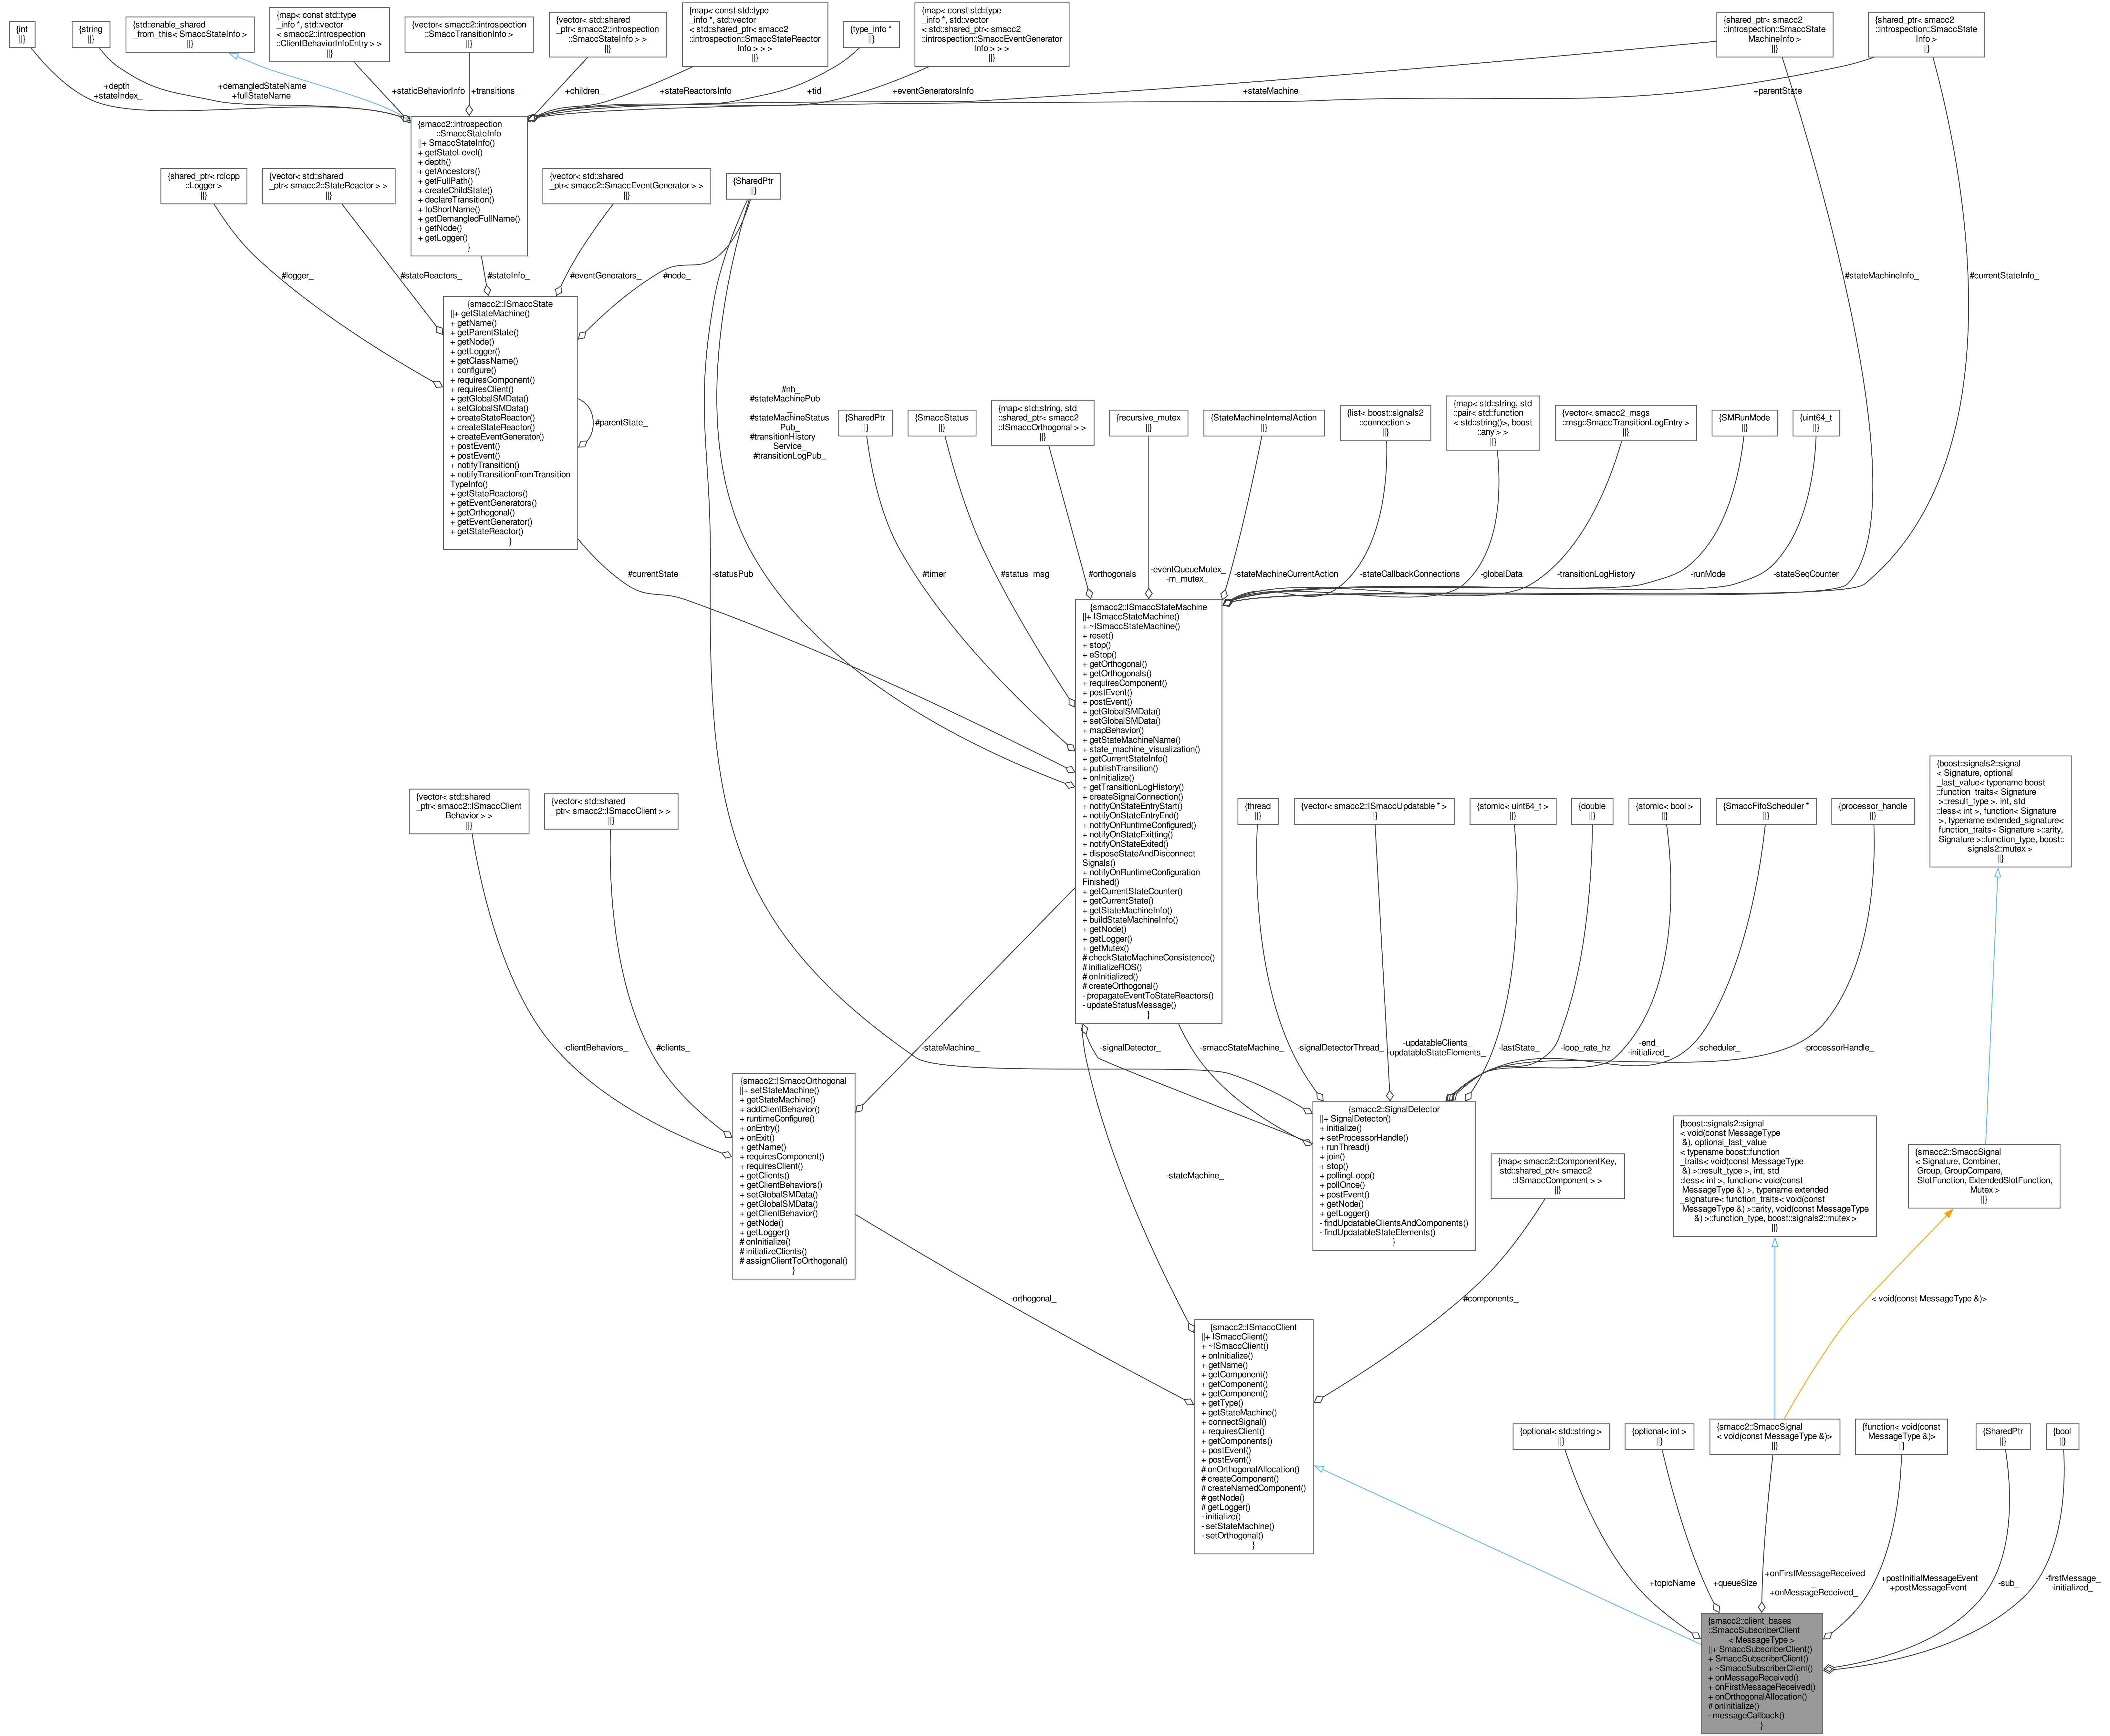 {int
||}
{string
||}
{std::enable_shared
_from_this< SmaccStateInfo >
||}
{map< const std::type
_info *, std::vector
< smacc2::introspection
::ClientBehaviorInfoEntry > >
||}
{vector< smacc2::introspection
::SmaccTransitionInfo >
||}
{vector< std::shared
_ptr< smacc2::introspection
::SmaccStateInfo > >
||}
{map< const std::type
_info *, std::vector
< std::shared_ptr< smacc2
::introspection::SmaccStateReactor
Info > > >
||}
{type_info *
||}
{map< const std::type
_info *, std::vector
< std::shared_ptr< smacc2
::introspection::SmaccEventGenerator
Info > > >
||}
{shared_ptr< smacc2
::introspection::SmaccState
MachineInfo >
||}
{shared_ptr< smacc2
::introspection::SmaccState
Info >
||}
+depth_
+stateIndex_
+demangledStateName
+fullStateName
+staticBehaviorInfo
+transitions_
+children_
+stateReactorsInfo
+tid_
+eventGeneratorsInfo
+stateMachine_
+parentState_
{smacc2::introspection
::SmaccStateInfo
||+ SmaccStateInfo()
+ getStateLevel()
+ depth()
+ getAncestors()
+ getFullPath()
+ createChildState()
+ declareTransition()
+ toShortName()
+ getDemangledFullName()
+ getNode()
+ getLogger()
}
{shared_ptr< rclcpp
::Logger >
||}
{vector< std::shared
_ptr< smacc2::StateReactor > >
||}
{vector< std::shared
_ptr< smacc2::SmaccEventGenerator > >
||}
{SharedPtr
||}
#logger_
#stateReactors_
#stateInfo_
#eventGenerators_
#node_
#stateMachineInfo_
#currentStateInfo_
{smacc2::ISmaccState
||+ getStateMachine()
+ getName()
+ getParentState()
+ getNode()
+ getLogger()
+ getClassName()
+ configure()
+ requiresComponent()
+ requiresClient()
+ getGlobalSMData()
+ setGlobalSMData()
+ createStateReactor()
+ createStateReactor()
+ createEventGenerator()
+ postEvent()
+ postEvent()
+ notifyTransition()
+ notifyTransitionFromTransition
TypeInfo()
+ getStateReactors()
+ getEventGenerators()
+ getOrthogonal()
+ getEventGenerator()
+ getStateReactor()
}
#parentState_
#nh_
#stateMachinePub
_
#stateMachineStatus
Pub_
#transitionHistory
Service_
#transitionLogPub_
{SharedPtr
||}
{SmaccStatus
||}
{map< std::string, std
::shared_ptr< smacc2
::ISmaccOrthogonal > >
||}
{recursive_mutex
||}
{StateMachineInternalAction
||}
{list< boost::signals2
::connection >
||}
{map< std::string, std
::pair< std::function
< std::string()>, boost
::any > >
||}
{vector< smacc2_msgs
::msg::SmaccTransitionLogEntry >
||}
{SMRunMode
||}
{uint64_t
||}
#currentState_
-statusPub_
#timer_
#status_msg_
#orthogonals_
-eventQueueMutex_
-m_mutex_
-stateMachineCurrentAction
-stateCallbackConnections
-globalData_
-transitionLogHistory_
-runMode_
-stateSeqCounter_
{smacc2::ISmaccStateMachine
||+ ISmaccStateMachine()
+ ~ISmaccStateMachine()
+ reset()
+ stop()
+ eStop()
+ getOrthogonal()
+ getOrthogonals()
+ requiresComponent()
+ postEvent()
+ postEvent()
+ getGlobalSMData()
+ setGlobalSMData()
+ mapBehavior()
+ getStateMachineName()
+ state_machine_visualization()
+ getCurrentStateInfo()
+ publishTransition()
+ onInitialize()
+ getTransitionLogHistory()
+ createSignalConnection()
+ notifyOnStateEntryStart()
+ notifyOnStateEntryEnd()
+ notifyOnRuntimeConfigured()
+ notifyOnStateExitting()
+ notifyOnStateExited()
+ disposeStateAndDisconnect
Signals()
+ notifyOnRuntimeConfiguration
Finished()
+ getCurrentStateCounter()
+ getCurrentState()
+ getStateMachineInfo()
+ buildStateMachineInfo()
+ getNode()
+ getLogger()
+ getMutex()
# checkStateMachineConsistence()
# initializeROS()
# onInitialized()
# createOrthogonal()
- propagateEventToStateReactors()
- updateStatusMessage()
}
{vector< std::shared
_ptr< smacc2::ISmaccClient
Behavior > >
||}
{vector< std::shared
_ptr< smacc2::ISmaccClient > >
||}
{thread
||}
{vector< smacc2::ISmaccUpdatable * >
||}
{atomic< uint64_t >
||}
{double
||}
{atomic< bool >
||}
{SmaccFifoScheduler *
||}
{processor_handle
||}
{boost::signals2::signal
< Signature, optional
_last_value< typename boost
::function_traits< Signature
>::result_type >, int, std
::less< int >, function< Signature
>, typename extended_signature<
function_traits< Signature >::arity,
Signature >::function_type, boost::
signals2::mutex >
||}
-clientBehaviors_
#clients_
-stateMachine_
-signalDetector_
-smaccStateMachine_
-signalDetectorThread_
-updatableClients_
-updatableStateElements_
-lastState_
-loop_rate_hz
-end_
-initialized_
-scheduler_
-processorHandle_
{smacc2::ISmaccOrthogonal
||+ setStateMachine()
+ getStateMachine()
+ addClientBehavior()
+ runtimeConfigure()
+ onEntry()
+ onExit()
+ getName()
+ requiresComponent()
+ requiresClient()
+ getClients()
+ getClientBehaviors()
+ setGlobalSMData()
+ getGlobalSMData()
+ getClientBehavior()
+ getNode()
+ getLogger()
# onInitialize()
# initializeClients()
# assignClientToOrthogonal()
}
{smacc2::SignalDetector
||+ SignalDetector()
+ initialize()
+ setProcessorHandle()
+ runThread()
+ join()
+ stop()
+ pollingLoop()
+ pollOnce()
+ postEvent()
+ getNode()
+ getLogger()
- findUpdatableClientsAndComponents()
- findUpdatableStateElements()
}
-stateMachine_
{map< smacc2::ComponentKey,
std::shared_ptr< smacc2
::ISmaccComponent > >
||}
{boost::signals2::signal
< void(const MessageType
&), optional_last_value
< typename boost::function
_traits< void(const MessageType
&) >::result_type >, int, std
::less< int >, function< void(const
MessageType &) >, typename extended
_signature< function_traits< void(const
MessageType &) >::arity, void(const MessageType
&) >::function_type, boost::signals2::mutex >
||}
{smacc2::SmaccSignal
< Signature, Combiner,
Group, GroupCompare,
SlotFunction, ExtendedSlotFunction,
Mutex >
||}
-orthogonal_
#components_
< void(const MessageType &)>
{smacc2::ISmaccClient
||+ ISmaccClient()
+ ~ISmaccClient()
+ onInitialize()
+ getName()
+ getComponent()
+ getComponent()
+ getComponent()
+ getType()
+ getStateMachine()
+ connectSignal()
+ requiresClient()
+ getComponents()
+ postEvent()
+ postEvent()
# onOrthogonalAllocation()
# createComponent()
# createNamedComponent()
# getNode()
# getLogger()
- initialize()
- setStateMachine()
- setOrthogonal()
}
{optional< std::string >
||}
{optional< int >
||}
{smacc2::SmaccSignal
< void(const MessageType &)>
||}
{function< void(const
MessageType &)>
||}
{SharedPtr
||}
{bool
||}
+topicName
+queueSize
+onFirstMessageReceived
_
+onMessageReceived_
+postInitialMessageEvent
+postMessageEvent
-sub_
-firstMessage_
-initialized_
{smacc2::client_bases
::SmaccSubscriberClient
< MessageType >
||+ SmaccSubscriberClient()
+ SmaccSubscriberClient()
+ ~SmaccSubscriberClient()
+ onMessageReceived()
+ onFirstMessageReceived()
+ onOrthogonalAllocation()
# onInitialize()
- messageCallback()
}